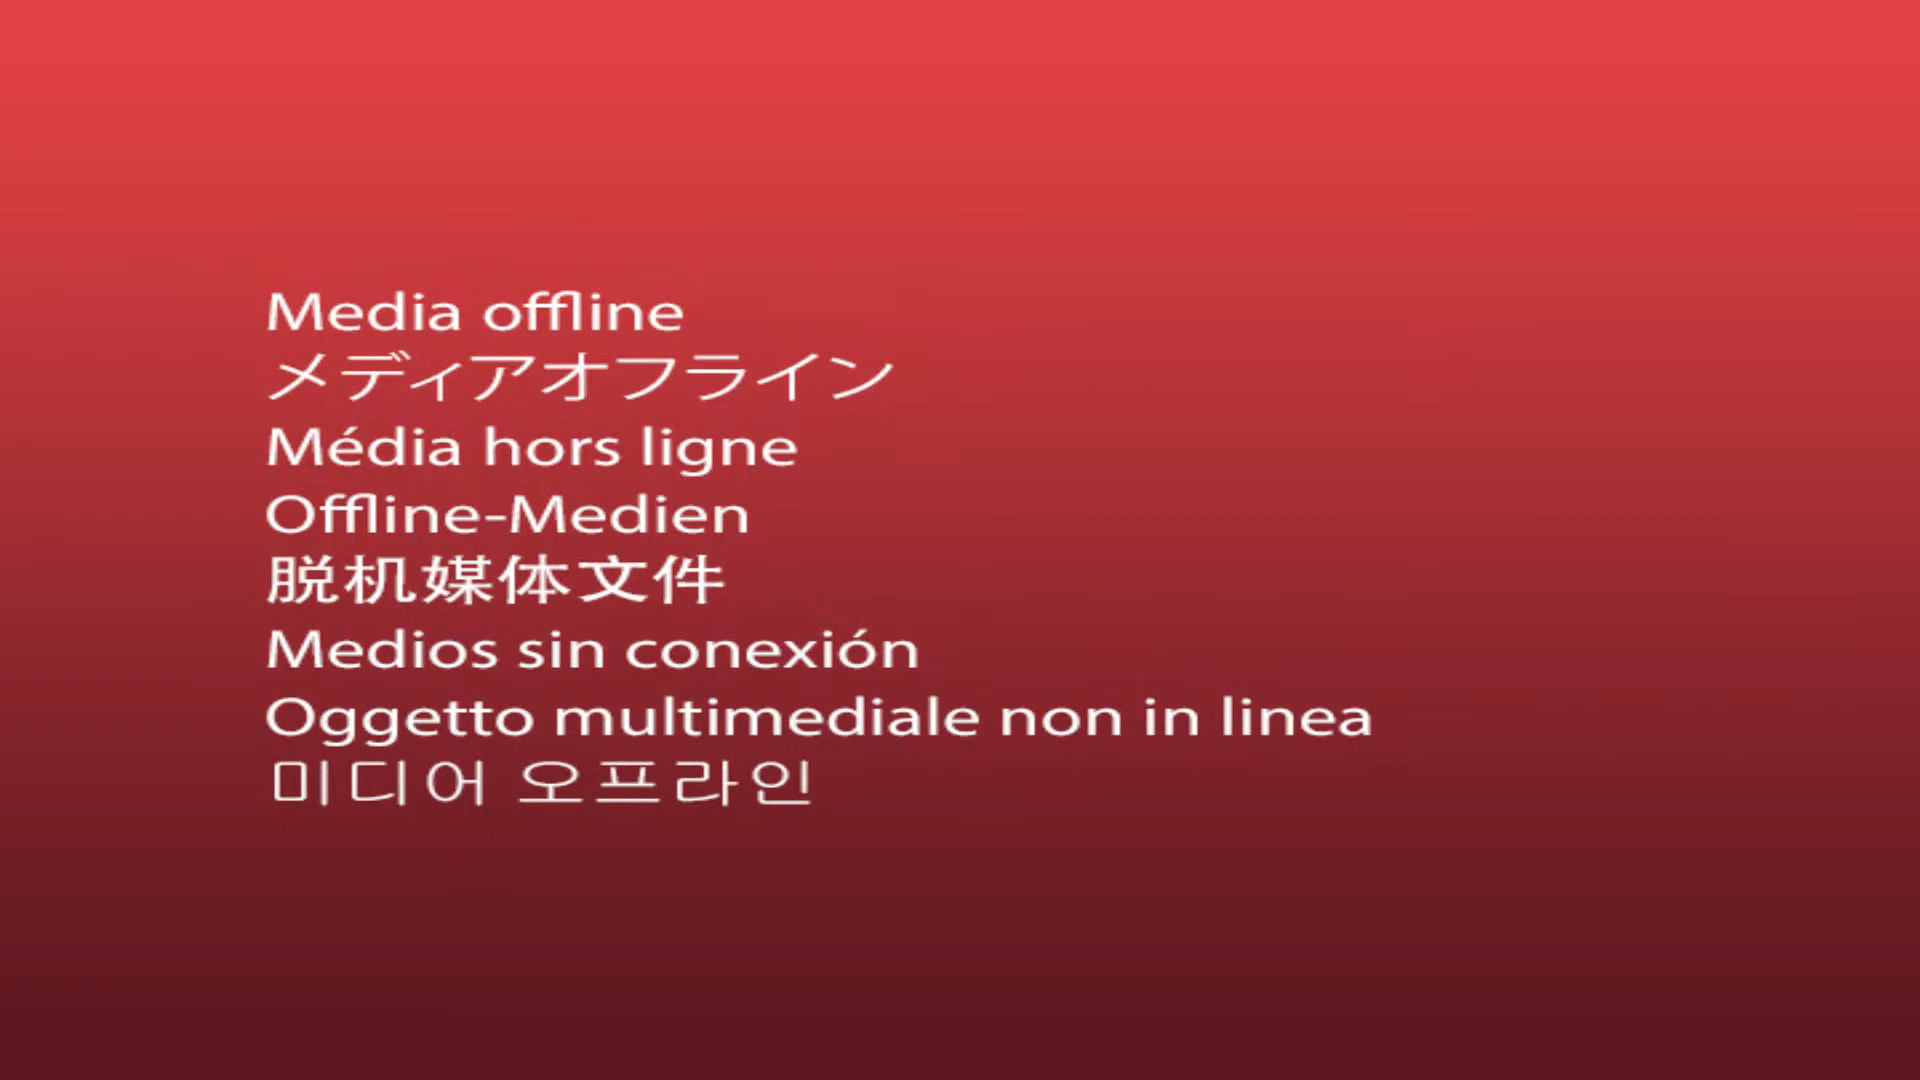 Media offline
メディアオフライン
Média hors ligne
Offline-Medien
脱机媒体文件
Medios sin conexión
Oggetto multimediale non in linea
미디어 오프라인